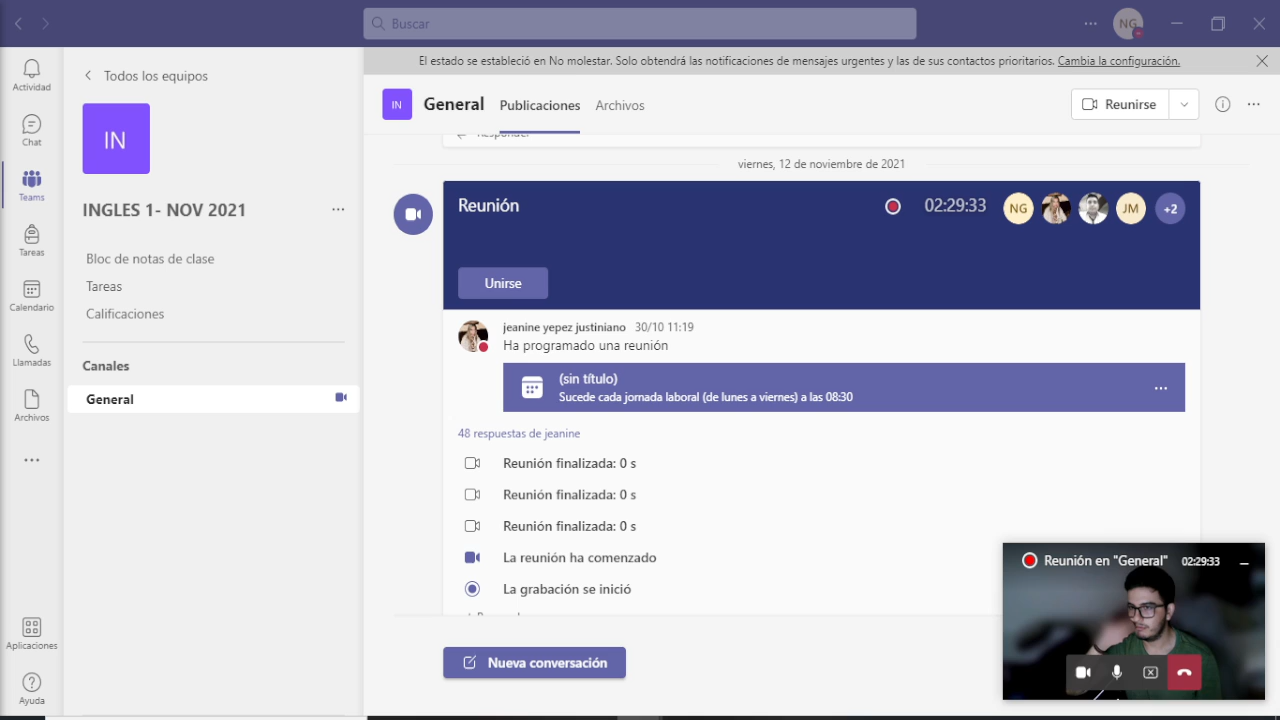 Buscar
NG
El estado se estableció en No molestar. Solo obtendrá las notificaciones de mensajes urgentes y las de sus contactos prioritarios. Cambia la configuración.
Actividad
Chat
Teams
Tareas
Calendario
Llamadas
Archivos
Aplicaciones
Ayuda
Todos los equipos
IN
INGLES 1- NOV 2021
Bloc de notas de clase
Tareas
Calificaciones
Canales
General
IN
General
Publicaciones
Archivos
Reunirse
Responder
viernes, 12 de noviembre de 2021
Reunión
02:29:33
NG
JM
+2
Unirse
jeanine yepez justiniano 30/10 11:19
Ha programado una reunión
(sin título)
Sucede cada jornada laboral (de lunes a viernes) a las 08:30
48 respuestas de jeanine
Reunión finalizada: 0 s
Reunión finalizada: 0 s
Reunión finalizada: 0 s
La reunión ha comenzado
La grabación se inició
Nueva conversación
Reunión en "General" 02:29:33